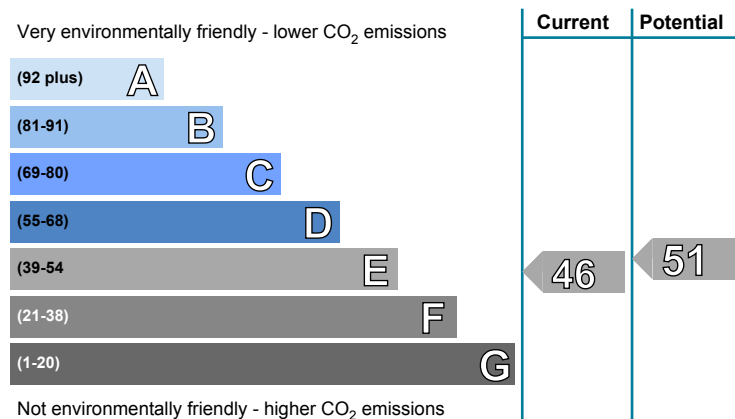 Very environmentally friendly - lower CO₂ emissions
Current
Potential
(92 plus) A
(81-91) B
(69-80) C
(55-68) D
(39-54 E
46
51
(21-38) F
(1-20) G
Not environmentally friendly - higher CO₂ emissions